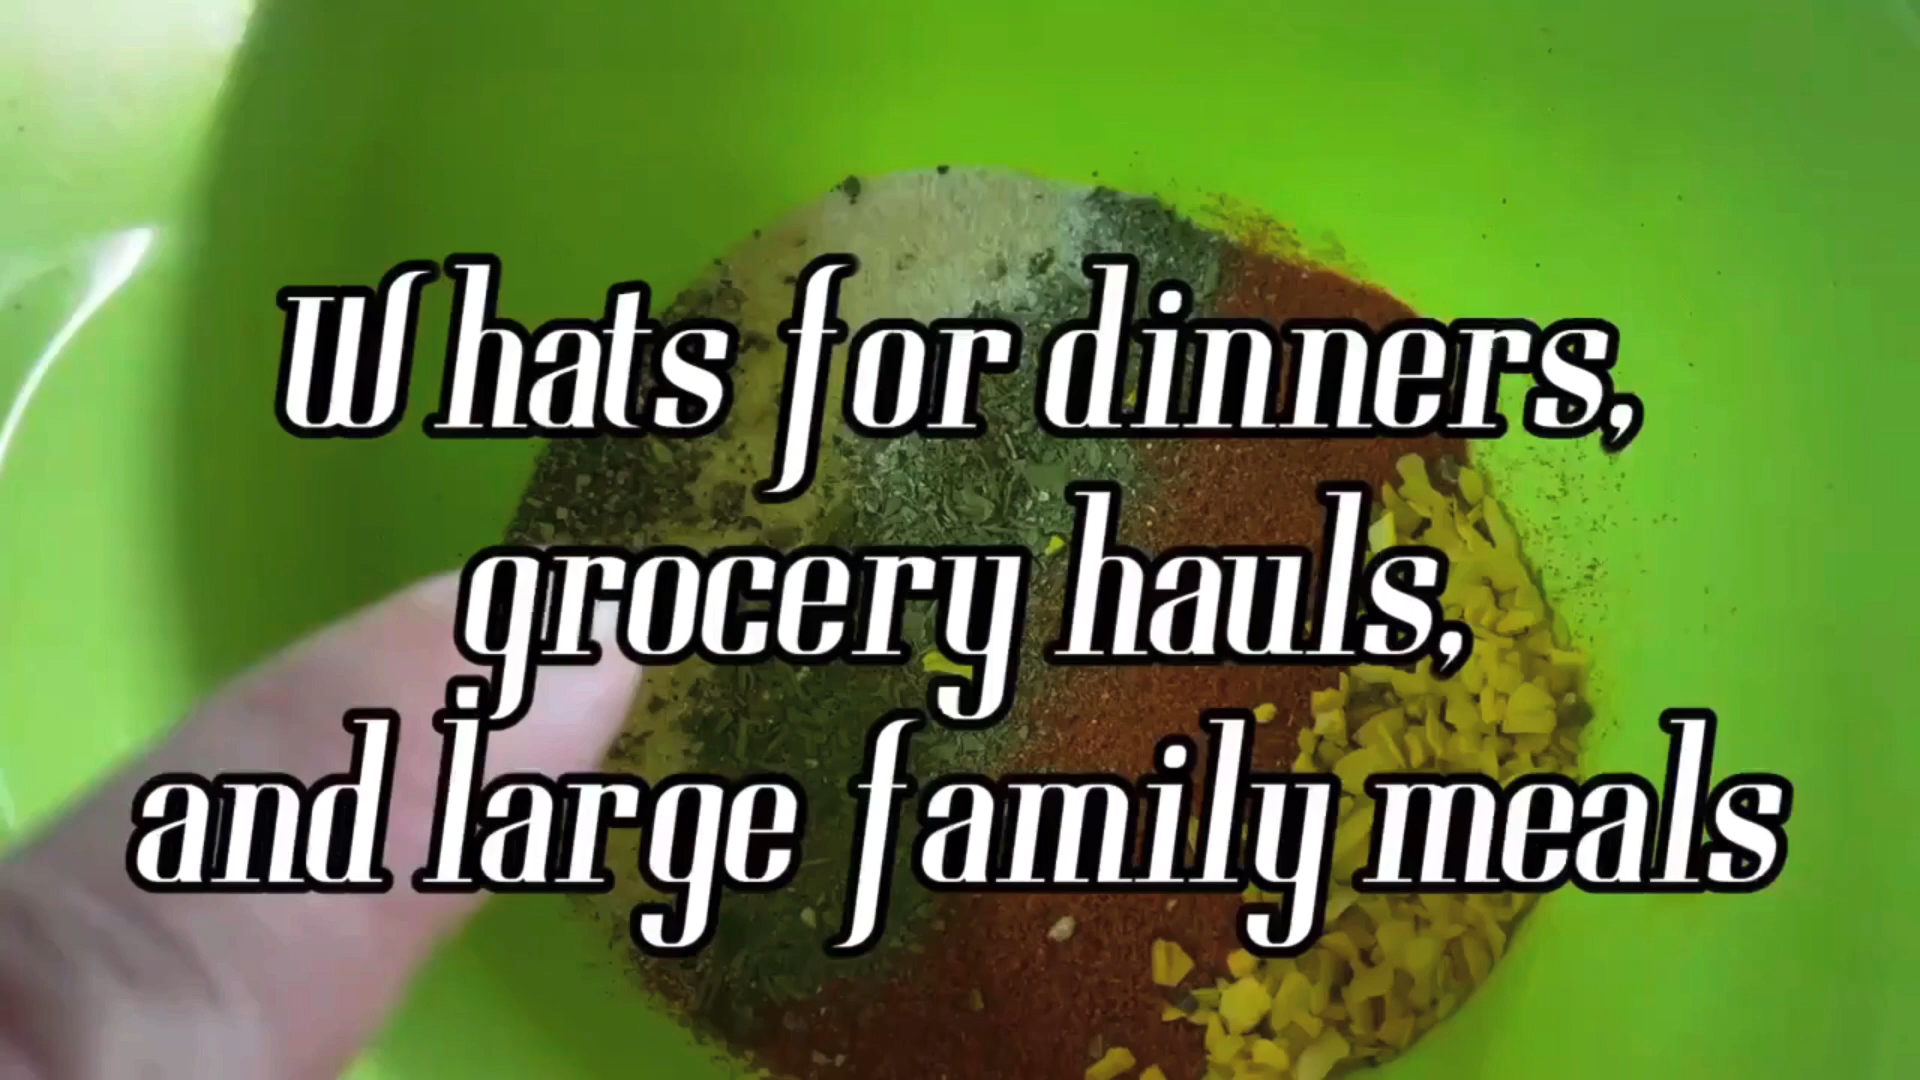 Whats for dinners,
grocery hauls,
and large family meals